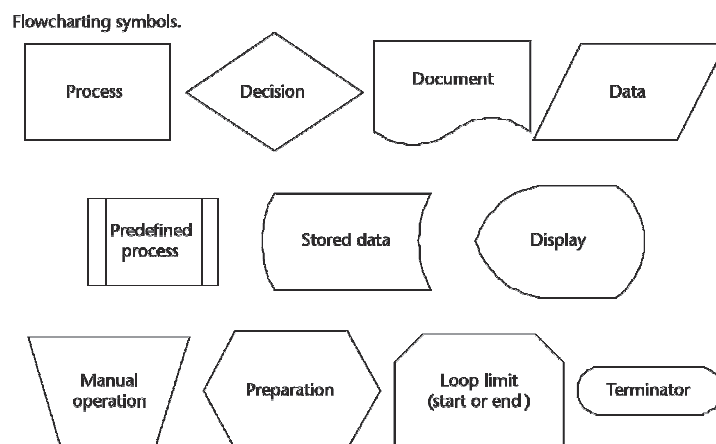 Flowcharting symbols.
Process
Decision
Document
Data
Predefined
process
Stored data
Display
Manual
operation
Preparation
Loop limit
(start or end)
Terminator